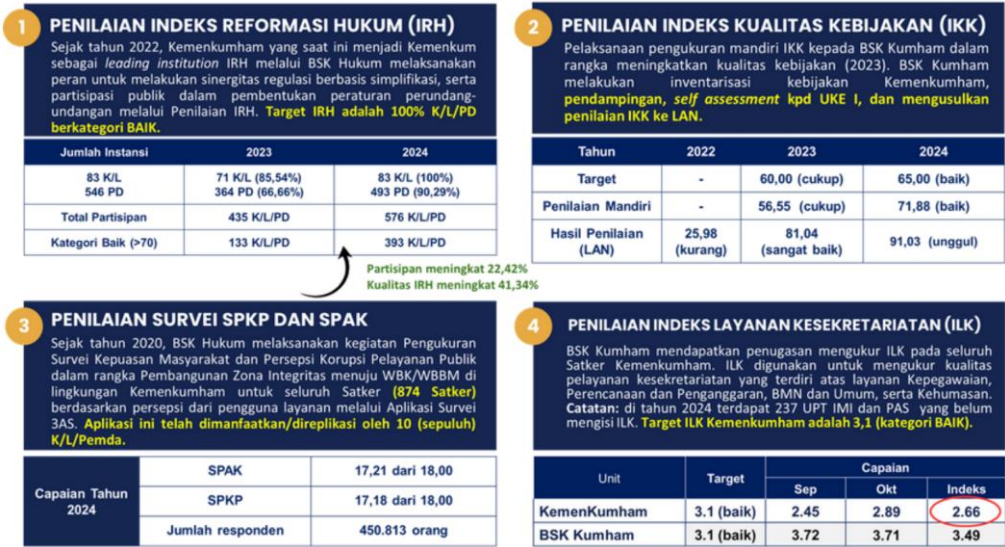 1
PENILAIAN INDEKS REFORMASI HUKUM (IRH)
Sejak tahun 2022, Kemenkumham yang saat ini menjadi Kemenkum
sebagai leading institution IRH melalui BSK Hukum melaksanakan
peran untuk melakukan sinergitas regulasi berbasis simplifikasi, serta
partisipasi publik dalam pembentukan peraturan perundang-
undangan melalui Penilaian IRH. Target IRH adalah 100% K/L/PD
berkategori BAIK.
Jumlah Instansi 2023 2024
83 K/L 71 K/L (85,54%) 83 K/L (100%)
546 PD 364 PD (66,66%) 493 PD (90,29%)
Total Partisipan 435 K/L/PD 576 K/L/PD
Kategori Baik (>70) 133 K/L/PD 393 K/L/PD
Partisipan meningkat 22,42%
Kualitas IRH meningkat 41,34%
2
PENILAIAN INDEKS KUALITAS KEBIJAKAN (IKK)
Pelaksanaan pengukuran mandiri IKK kepada BSK Kumham dalam
rangka meningkatkan kualitas kebijakan (2023). BSK Kumham
melakukan inventarisasi kebijakan Kemenkumham,
pendampingan, self assessment kpd UKE I, dan mengusulkan
penilaian IKK ke LAN.
Tahun 2022 2023 2024
Target - 60,00 (cukup) 65,00 (baik)
Penilaian Mandiri - 56,55 (cukup) 71,88 (baik)
Hasil Penilaian 25,98 81,04 91,03 (unggul)
(LAN) (kurang) (sangat baik)
3
PENILAIAN SURVEI SPKP DAN SPAK
Sejak tahun 2020, BSK Hukum melaksanakan kegiatan Pengukuran
Survei Kepuasan Masyarakat dan Persepsi Korupsi Pelayanan Publik
dalam rangka Pembangunan Zona Integritas menuju WBK/WBBM di
lingkungan Kemenkumham untuk seluruh Satker (874 Satker)
berdasarkan persepsi dari pengguna layanan melalui Aplikasi Survei
3AS. Aplikasi ini telah dimanfaatkan/direplikasi oleh 10 (sepuluh)
K/L/Pemda.
Capaian Tahun
2024
SPAK 17,21 dari 18,00
SPKP 17,18 dari 18,00
Jumlah responden 450.813 orang
4
PENILAIAN INDEKS LAYANAN KESEKRETARIATAN (ILK)
BSK Kumham mendapatkan penugasan mengukur ILK pada seluruh
Satker Kemenkumham. ILK digunakan untuk mengukur kualitas
pelayanan kesekretariatan yang terdiri atas layanan Kepegawaian,
Perencanaan dan Penganggaran, BMN dan Umum, serta Kehumasan.
Catatan: di tahun 2024 terdapat 237 UPT IMI dan PAS yang belum
mengisi ILK. Target ILK Kemenkumham adalah 3,1 (kategori BAIK).
Unit Target Capaian
Sep Okt Indeks
KemenKumham 3.1 (baik) 2.45 2.89 2.66
BSK Kumham 3.1 (baik) 3.72 3.71 3.49